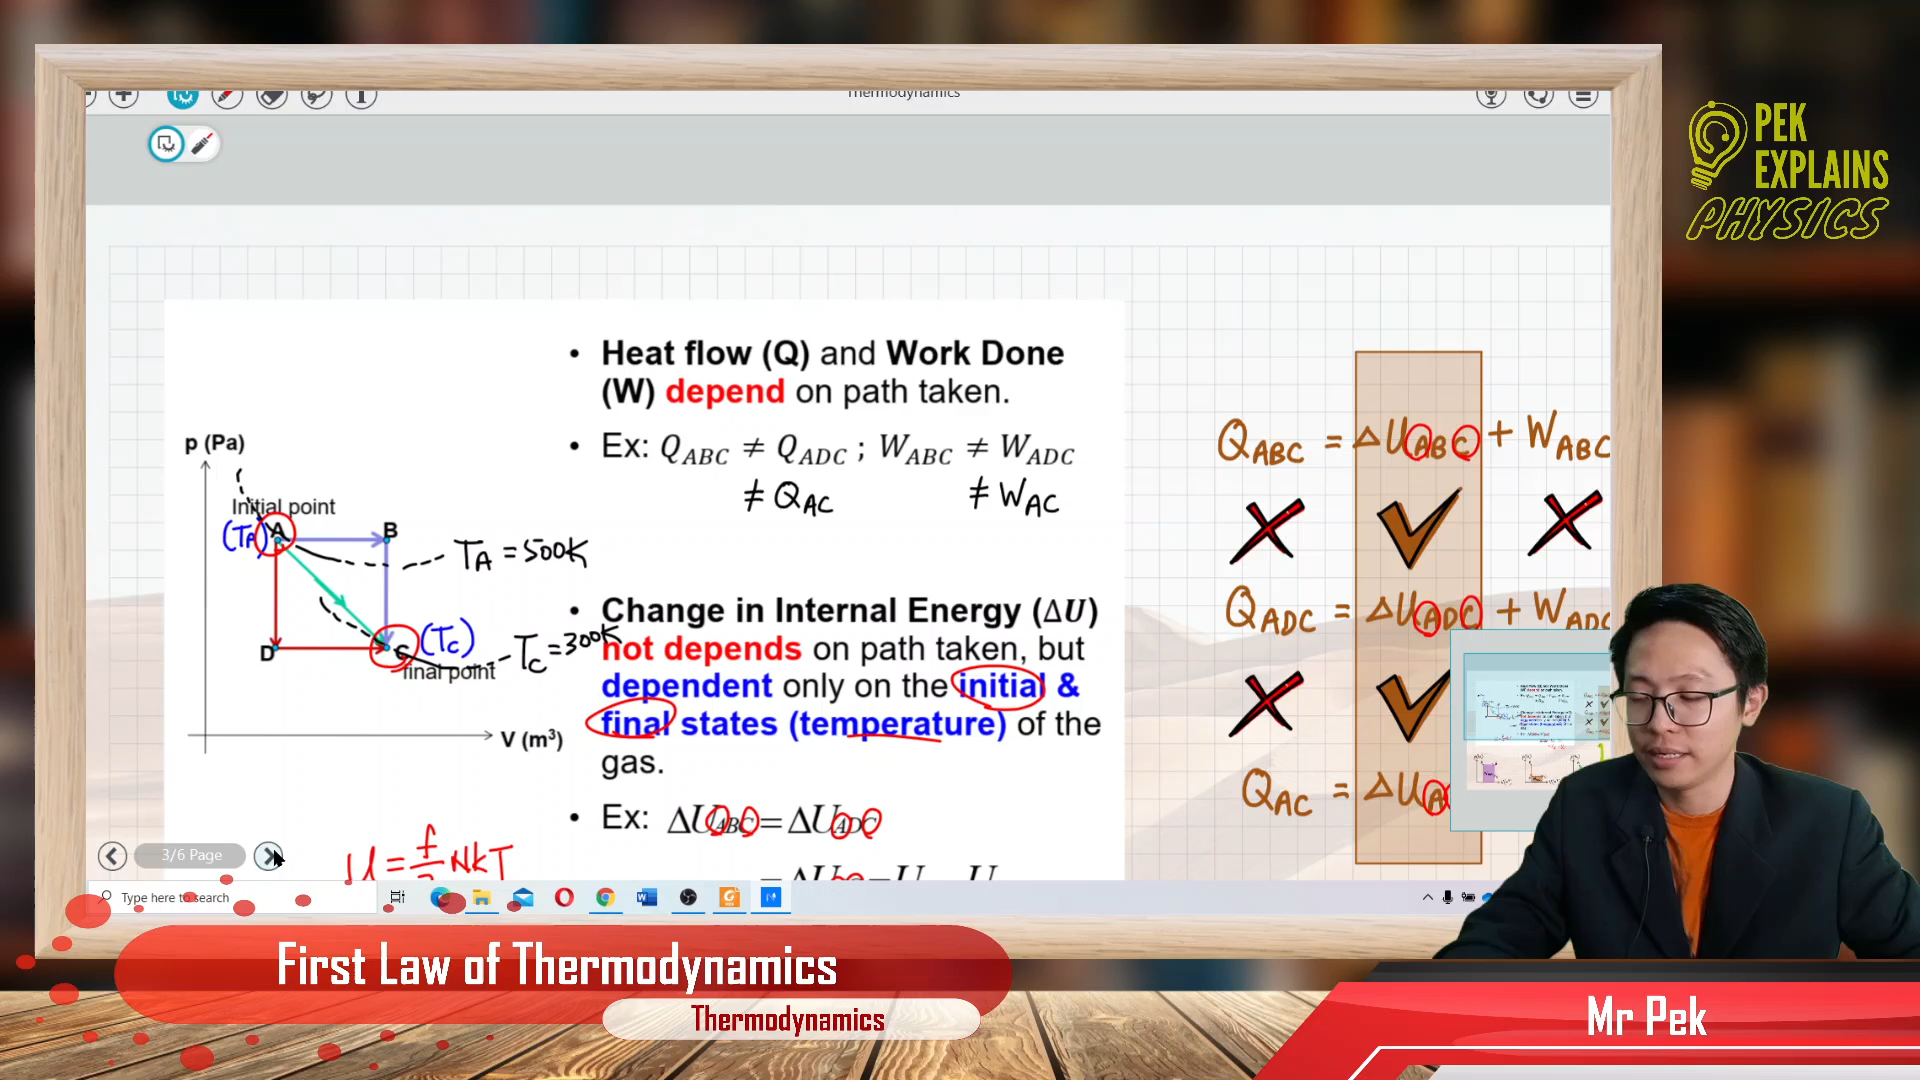 Thermodynamics
PEK
EXPLAINS
PHYSICS
• Heat flow (Q) and Work Done
(W) depend on path taken.
• Ex: Q_ABC ≠ Q_ADC ; W_ABC ≠ W_ADC
≠ Q_AC ≠ W_AC
p (Pa)
Initial point
(T_A) A B
T_A = 500K
D C (T_C)
T_C = 300K
final point
V (m³)
• Change in Internal Energy (ΔU)
not depends on path taken, but
dependent only on the initial &
final states (temperature) of the
gas.
• Ex: ΔU_ABC = ΔU_ADC
U = f NkT
Q_ABC = ΔU_ABC + W_ABC
Q_ADC = ΔU_ADC + W_ADC
Q_AC = ΔU_A
3/6 Page
Type here to search
First Law of Thermodynamics
Thermodynamics
Mr Pek